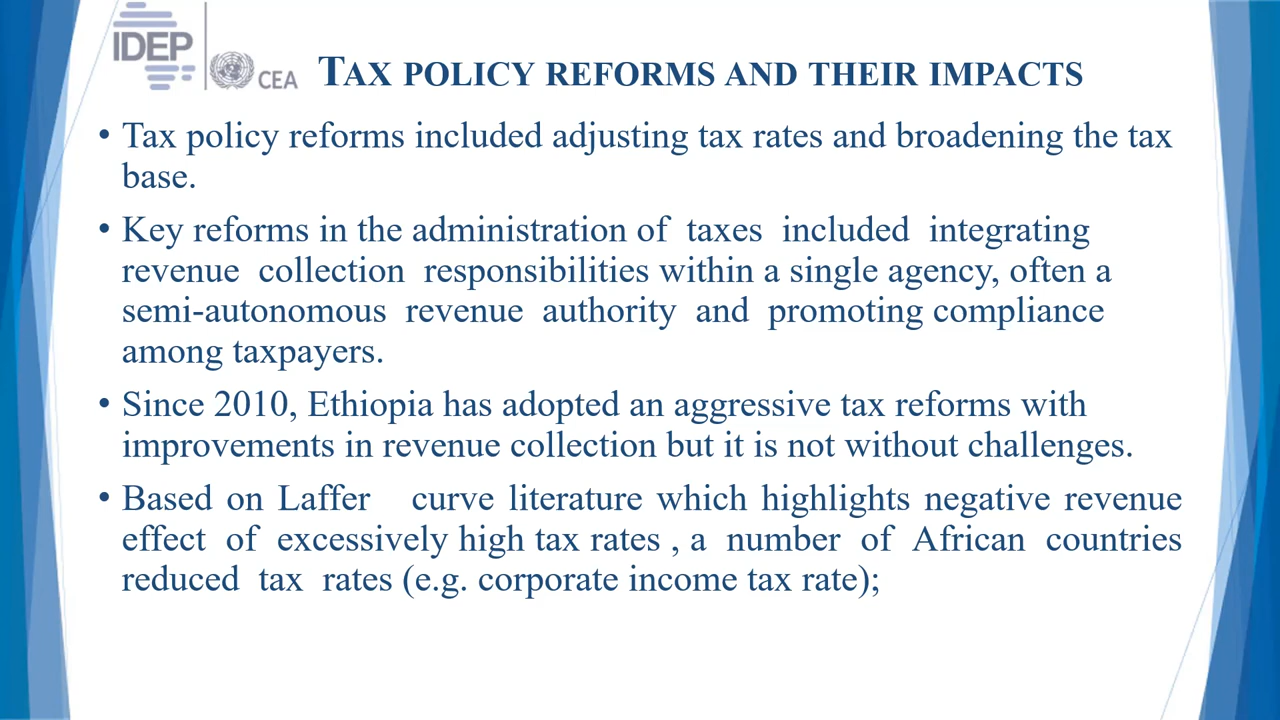 IDEP
CEA
TAX POLICY REFORMS AND THEIR IMPACTS
• Tax policy reforms included adjusting tax rates and broadening the tax
base.
• Key reforms in the administration of taxes included integrating
revenue collection responsibilities within a single agency, often a
semi-autonomous revenue authority and promoting compliance
among taxpayers.
• Since 2010, Ethiopia has adopted an aggressive tax reforms with
improvements in revenue collection but it is not without challenges.
• Based on Laffer curve literature which highlights negative revenue
effect of excessively high tax rates , a number of African countries
reduced tax rates (e.g. corporate income tax rate);